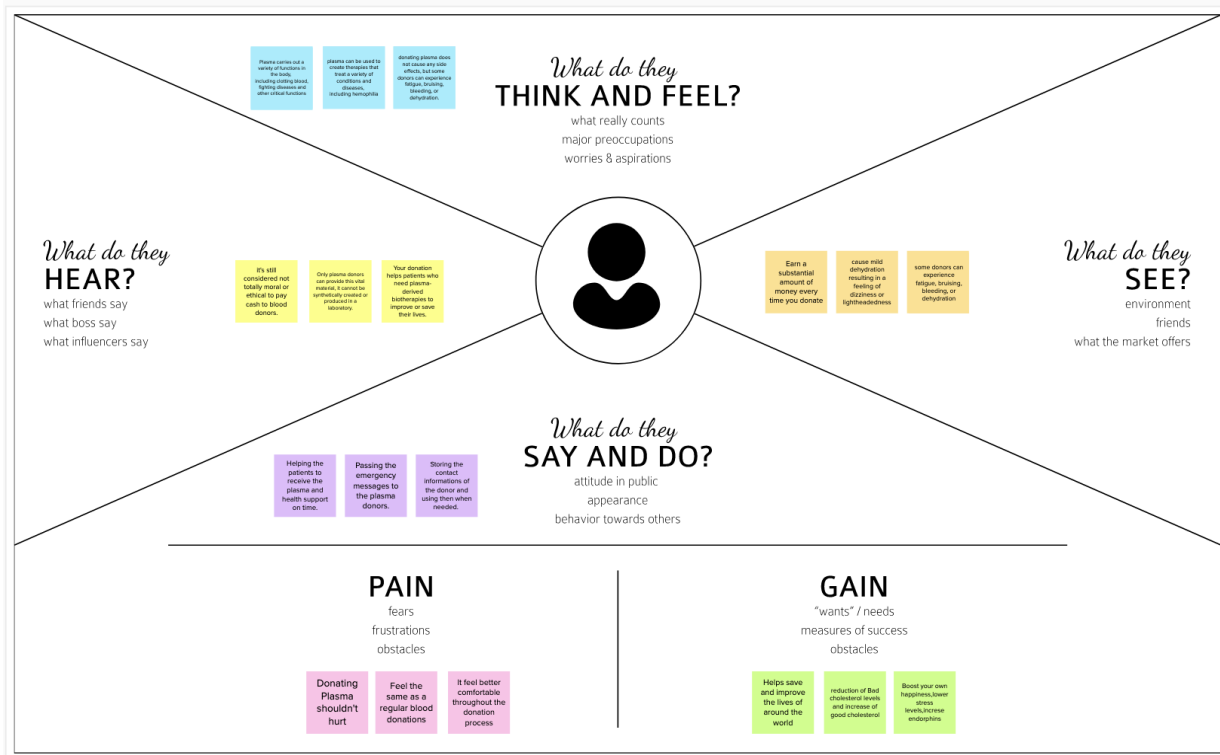 Plasma carries out a
variety of functions in
the body,
including clotting blood,
fighting diseases and
other critical functions
plasma can be used to
create therapies that
treat a variety of
conditions and
diseases,
including hemophilia
donating plasma does
not cause any side
effects, but some
donors can experience
fatigue, bruising,
bleeding, or
dehydration.
What do they
THINK AND FEEL?
what really counts
major preoccupations
worries & aspirations
What do they
HEAR?
what friends say
what boss say
what influencers say
It's still
considered not
totally moral or
ethical to pay
cash to blood
donors.
Only plasma donors
can provide this vital
material, it cannot be
synthetically created or
produced in a
laboratory.
Your donation
helps patients who
need plasma-
derived
biotherapies to
improve or save
their lives.
Earn a
substantial
amount of
money every
time you donate
cause mild
dehydration
resulting in a
feeling of
dizziness or
lightheadedness
some donors can
experience
fatigue, bruising,
bleeding, or
dehydration
What do they
SEE?
environment
friends
what the market offers
What do they
SAY AND DO?
attitude in public
appearance
behavior towards others
Helping the
patients to
receive the
plasma and
health support
on time.
Passing the
emergency
messages to
the plasma
donors.
Storing the
contact
informations of
the donor and
using then when
needed.
PAIN
fears
frustrations
obstacles
Donating
Plasma
shouldn't
hurt
Feel the
same as a
regular blood
donations
It feel better
comfortable
throughout the
donation
process
GAIN
“wants” / needs
measures of success
obstacles
Helps save
and improve
the lives of
around the
world
reduction of Bad
cholesterol levels
and increase of
good cholesterol
Boost your own
happiness,lower
stress
levels,Increse
endorphins